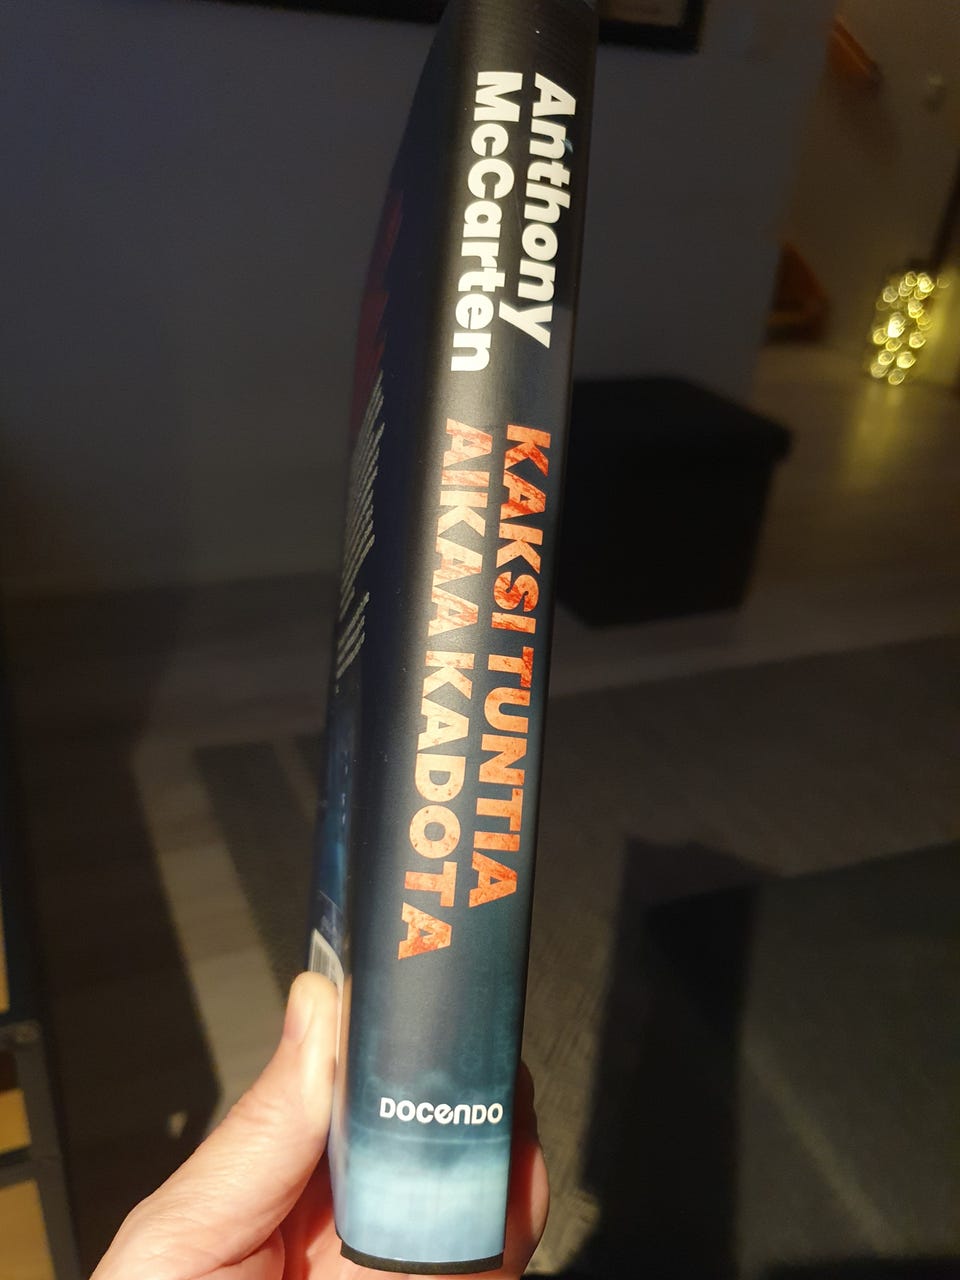 Anthony
McCarten
KAKSI TUNTIA
AIKAA KADOTA
DOCENDO